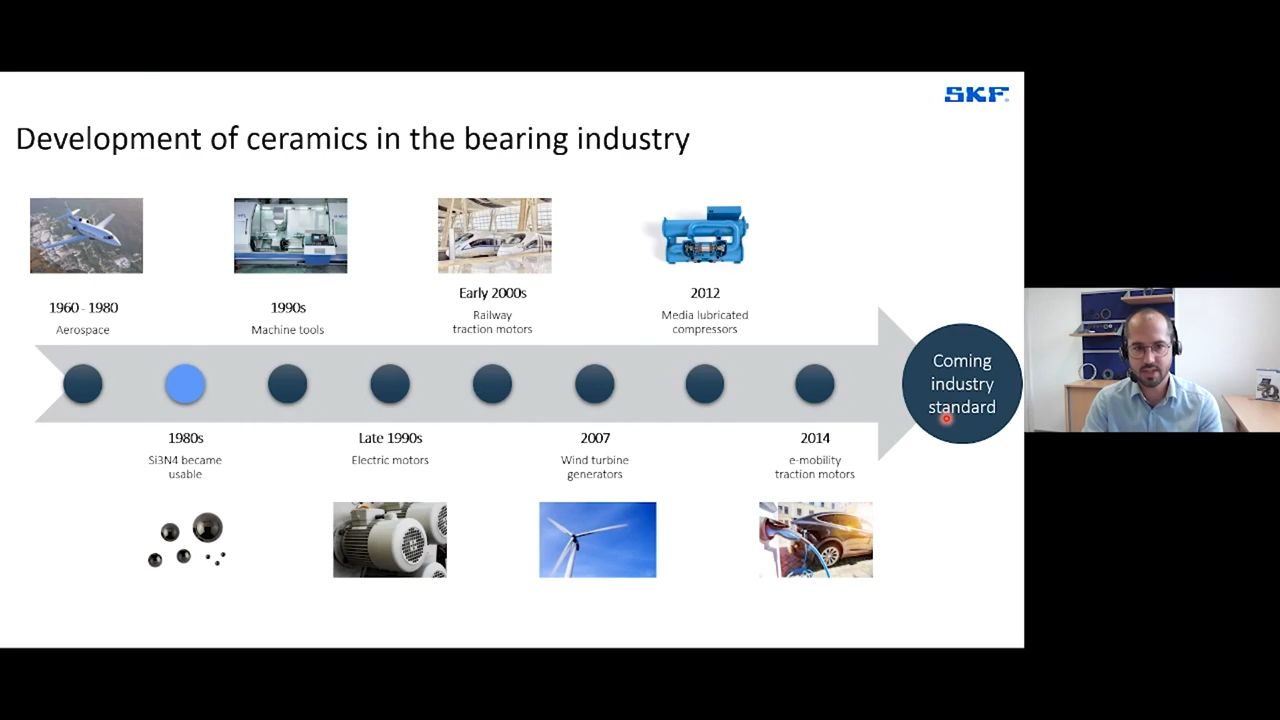 SKF
Development of ceramics in the bearing industry
1960 - 1980
Aerospace
1990s
Machine tools
Early 2000s
Railway
traction motors
2012
Media lubricated
compressors
Coming
industry
standard
1980s
Si3N4 became
usable
Late 1990s
Electric motors
2007
Wind turbine
generators
2014
e-mobility
traction motors